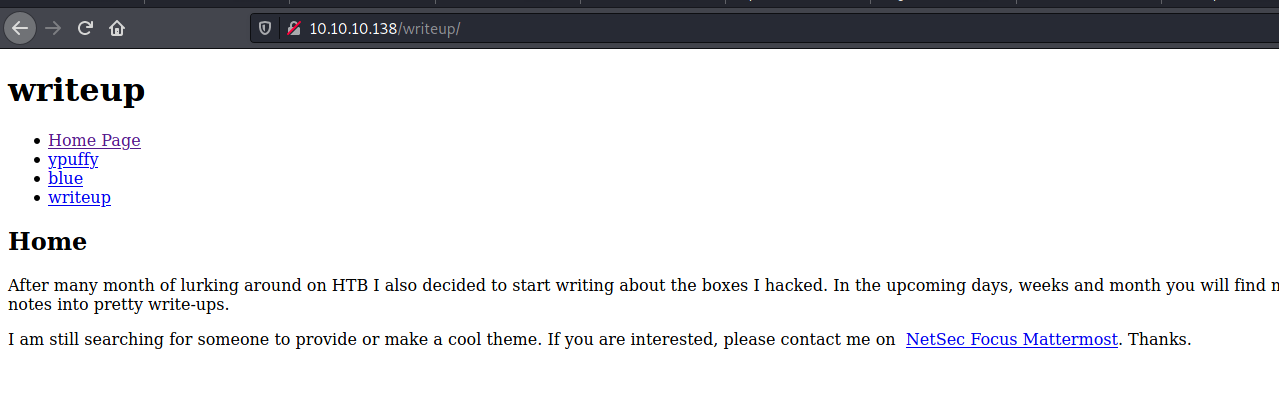 10.10.10.138/writeup/
writeup
Home Page
ypuffy
blue
writeup
Home
After many month of lurking around on HTB I also decided to start writing about the boxes I hacked. In the upcoming days, weeks and month you will find
notes into pretty write-ups.
I am still searching for someone to provide or make a cool theme. If you are interested, please contact me on NetSec Focus Mattermost. Thanks.